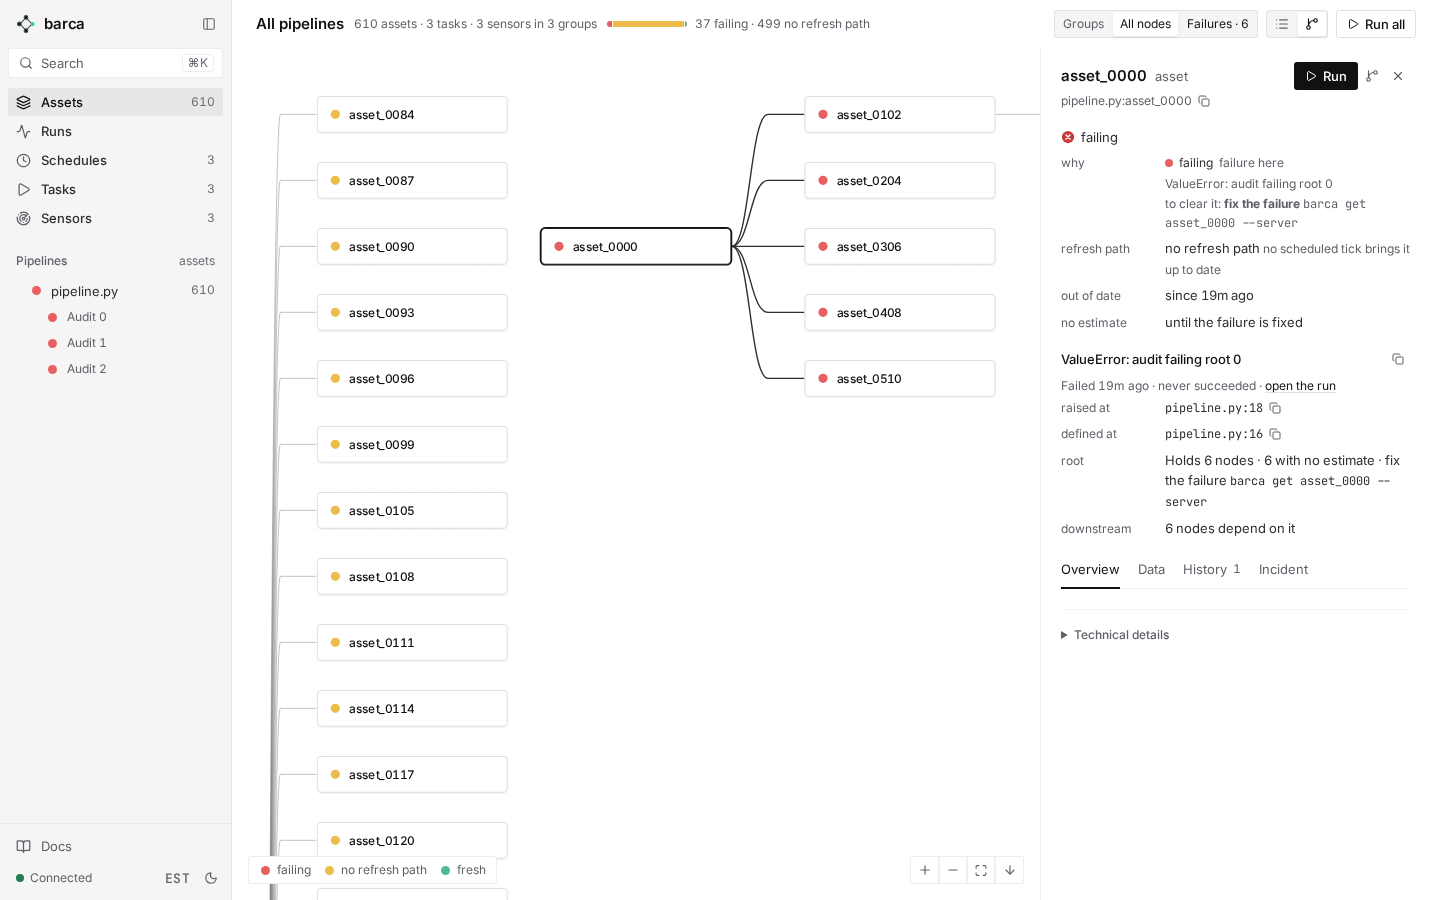 barca
Search ⌘K
Assets 610
Runs
Schedules 3
Tasks 3
Sensors 3
Pipelines assets
pipeline.py 610
Audit 0
Audit 1
Audit 2
Docs
Connected EST
All pipelines 610 assets · 3 tasks · 3 sensors in 3 groups 37 failing · 499 no refresh path
Groups All nodes Failures · 6 Run all
asset_0084
asset_0087
asset_0090
asset_0093
asset_0096
asset_0099
asset_0105
asset_0108
asset_0111
asset_0114
asset_0117
asset_0120
asset_0000
asset_0102
asset_0204
asset_0306
asset_0408
asset_0510
failing no refresh path fresh
asset_0000 asset Run
pipeline.py:asset_0000
failing
why failing failure here
ValueError: audit failing root 0
to clear it: fix the failure barca get
asset_0000 --server
refresh path no refresh path no scheduled tick brings it
up to date
out of date since 19m ago
no estimate until the failure is fixed
ValueError: audit failing root 0
Failed 19m ago · never succeeded · open the run
raised at pipeline.py:18
defined at pipeline.py:16
root Holds 6 nodes · 6 with no estimate · fix
the failure barca get asset_0000 --
server
downstream 6 nodes depend on it
Overview Data History 1 Incident
Technical details